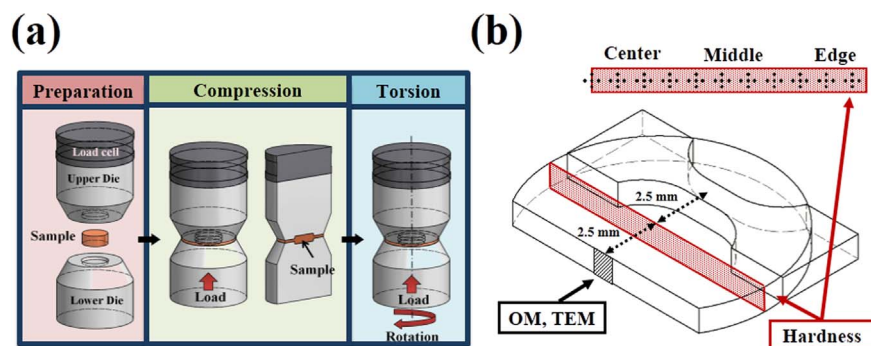 (a)
Preparation
Compression
Torsion
Load cell
Upper Die
Sample
Lower Die
Load
Sample
Load
Rotation
(b)
Center Middle Edge
2.5 mm
2.5 mm
OM, TEM
Hardness